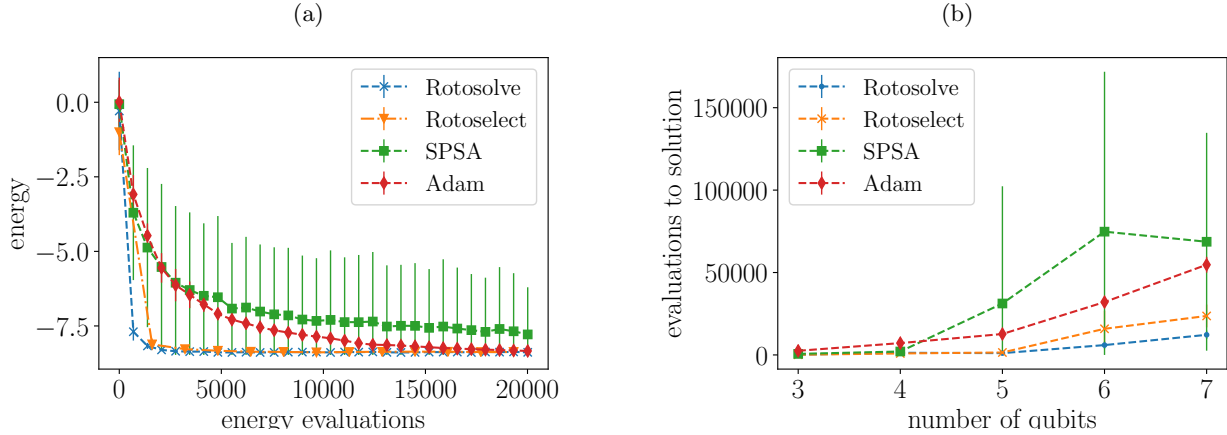 (a)
0.0
−2.5
−5.0
−7.5
energy
0
5000
10000
15000
20000
energy evaluations
Rotosolve
Rotoselect
SPSA
Adam
(b)
150000
100000
50000
0
evaluations to solution
3
4
5
6
7
number of qubits
Rotosolve
Rotoselect
SPSA
Adam